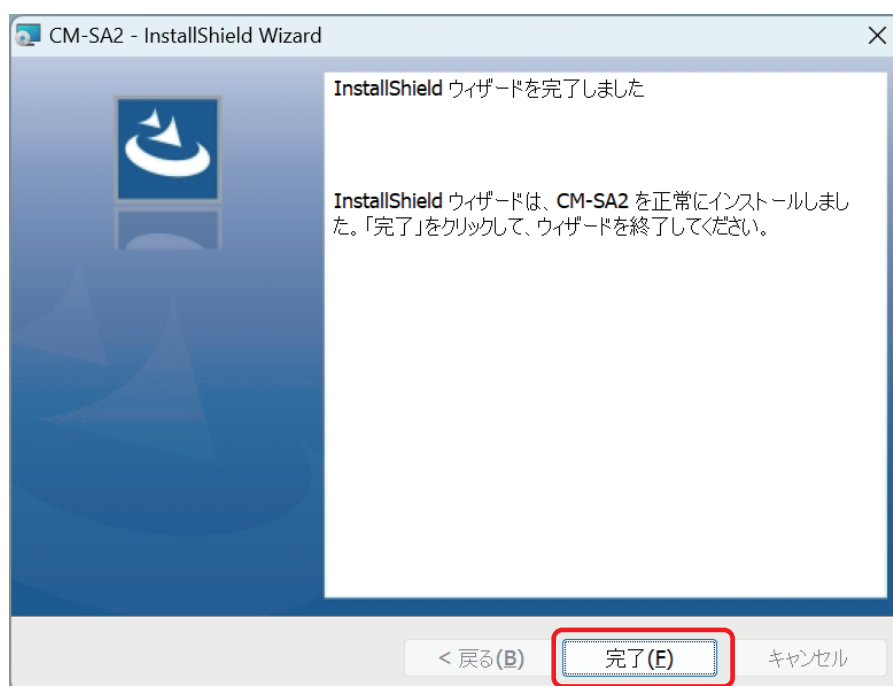 CM-SA2 - InstallShield Wizard
InstallShield ウィザードを完了しました
InstallShield ウィザードは、CM-SA2 を正常にインストールしまし
た。「完了」をクリックして、ウィザードを終了してください。
< 戻る(B) 完了(F) キャンセル